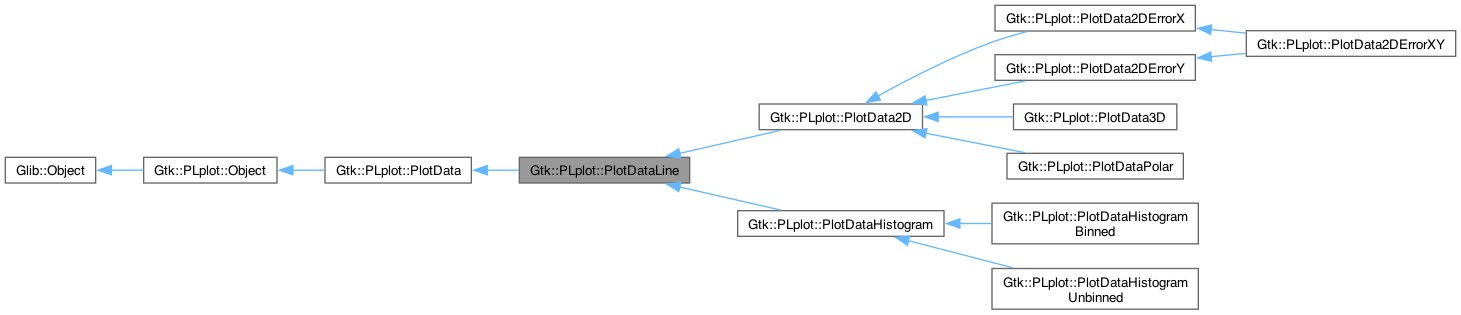 Gtk::PLplot::PlotData2DErrorX
Gtk::PLplot::PlotData2DErrorXY
Gtk::PLplot::PlotData2DErrorY
Gtk::PLplot::PlotData2D
Gtk::PLplot::PlotData3D
Glib::Object
Gtk::PLplot::Object
Gtk::PLplot::PlotData
Gtk::PLplot::PlotDataLine
Gtk::PLplot::PlotDataPolar
Gtk::PLplot::PlotDataHistogram
Gtk::PLplot::PlotDataHistogram
Binned
Gtk::PLplot::PlotDataHistogram
Unbinned